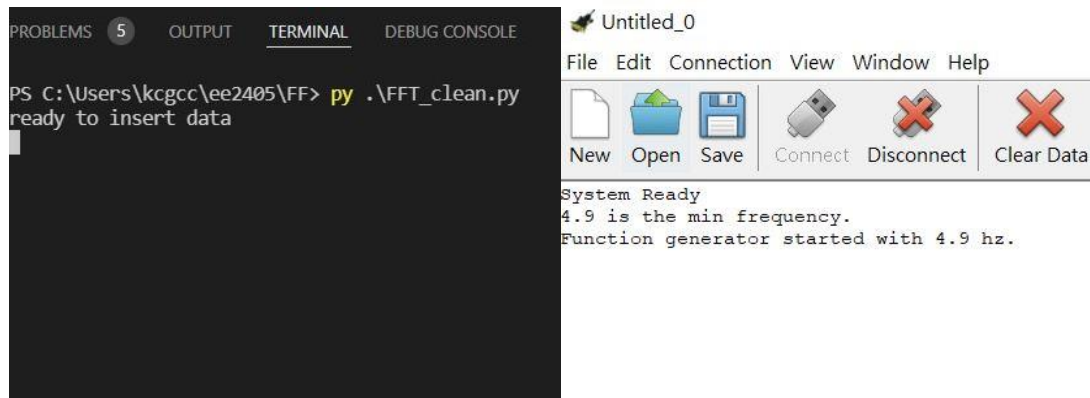 PROBLEMS 5 OUTPUT TERMINAL DEBUG CONSOLE
PS C:\Users\kcgcc\ee2405\FF> py .\FFT_clean.py
ready to insert data
Untitled_0
File Edit Connection View Window Help
New Open Save Connect Disconnect Clear Data
System Ready
4.9 is the min frequency.
Function generator started with 4.9 hz.